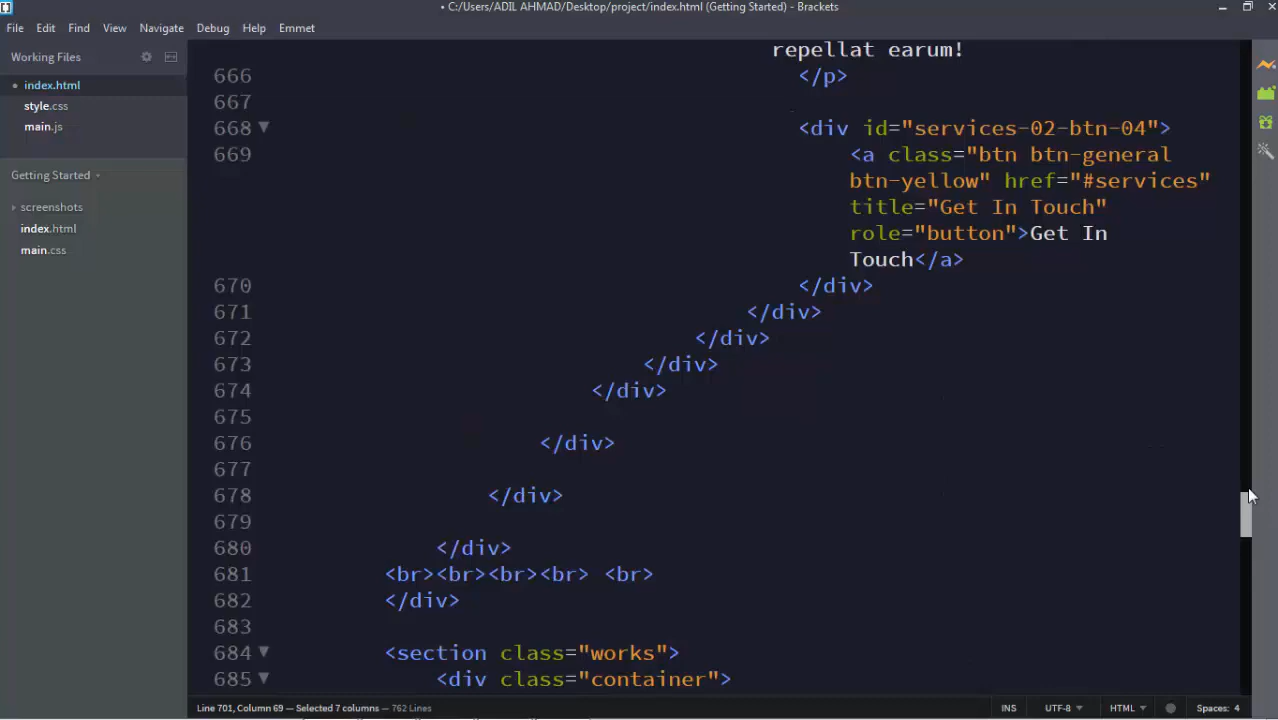 • C:/Users/ADIL AHMAD/Desktop/project/index.html (Getting Started) - Brackets
File Edit Find View Navigate Debug Help Emmet
Working Files
index.html
style.css
main.js
Getting Started
screenshots
index.html
main.css
repellat earum!
666 </p>
667
668 <div id="services-02-btn-04">
669 <a class="btn btn-general
btn-yellow" href="#services"
title="Get In Touch"
role="button">Get In
Touch</a>
670 </div>
671 </div>
672 </div>
673 </div>
674 </div>
675
676 </div>
677
678 </div>
679
680 </div>
681 <br><br><br><br> <br>
682 </div>
683
684 <section class="works">
685 <div class="container">
Line 701, Column 69 — Selected 7 columns — 762 Lines INS UTF-8 HTML Spaces: 4